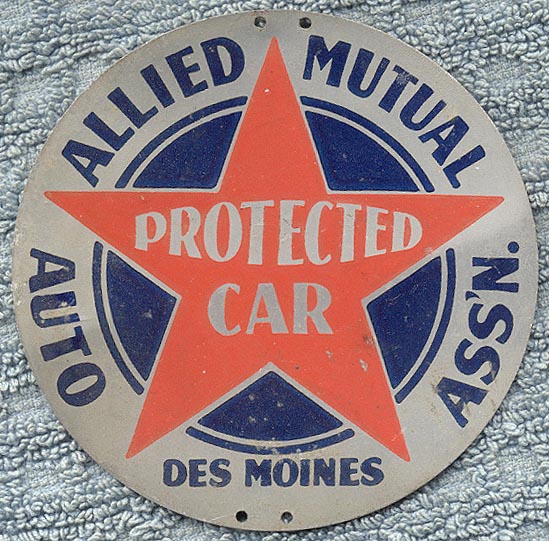 ALLIED MUTUAL
AUTO ASS'N.
PROTECTED
CAR
DES MOINES